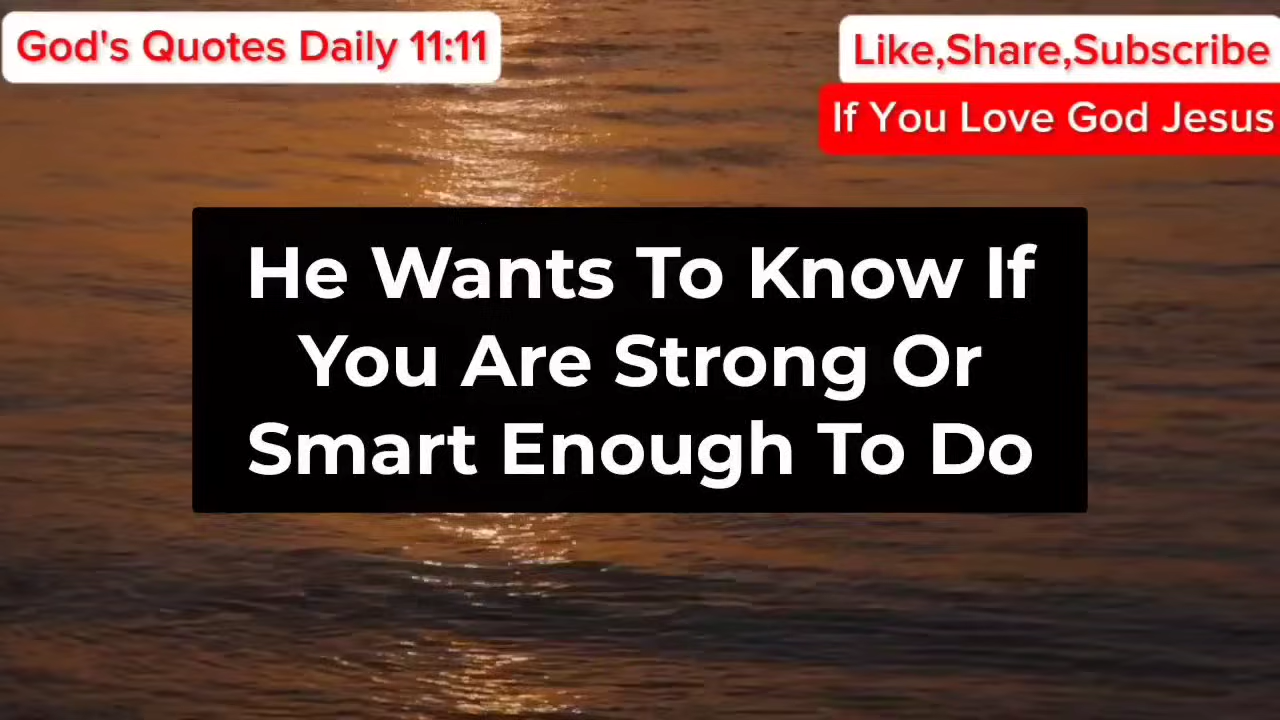 God's Quotes Daily 11:11
Like,Share,Subscribe
If You Love God Jesus
He Wants To Know If
You Are Strong Or
Smart Enough To Do